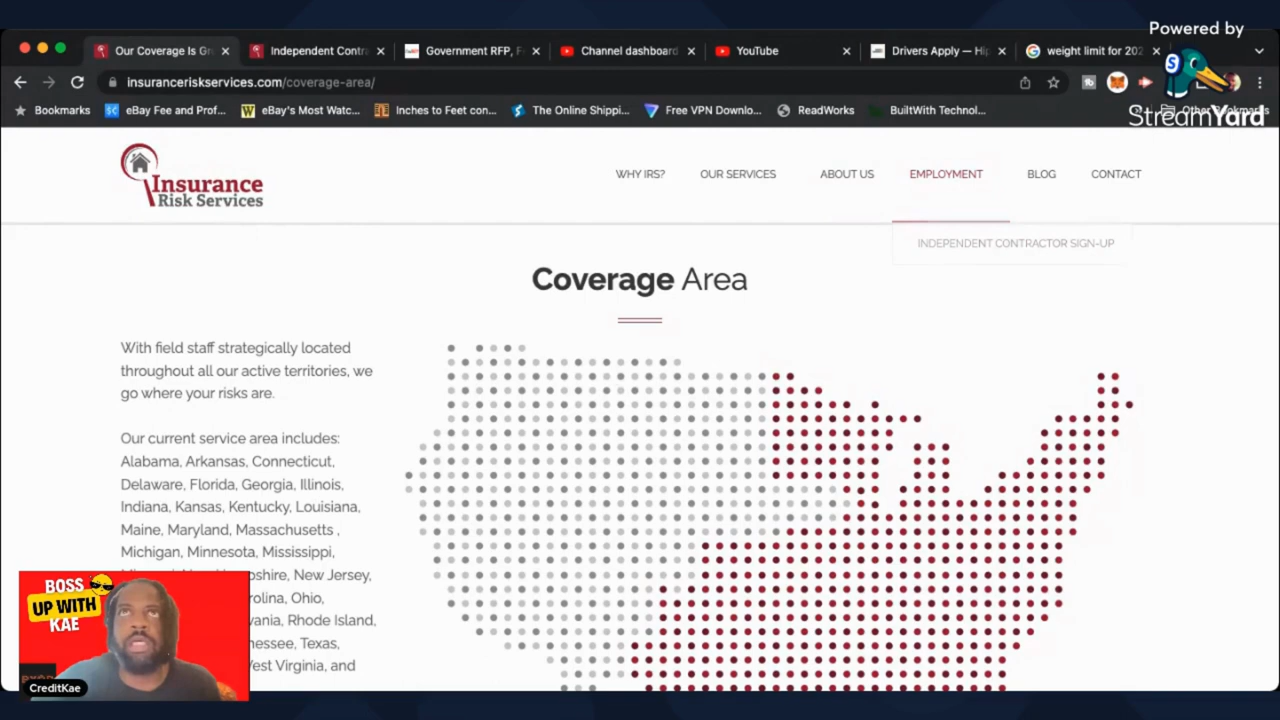 Powered by
StreamYard
Our Coverage Is Gr
Independent Contra
Government RFP, F
Channel dashboard
YouTube
Drivers Apply — Hi
weight limit for 202
insuranceriskservices.com/coverage-area/
Bookmarks
eBay Fee and Prof...
eBay's Most Watc...
Inches to Feet con...
The Online Shippi...
Free VPN Downlo...
ReadWorks
BuiltWith Technol...
Insurance
Risk Services
WHY IRS?
OUR SERVICES
ABOUT US
EMPLOYMENT
BLOG
CONTACT
INDEPENDENT CONTRACTOR SIGN-UP
Coverage Area
With field staff strategically located
throughout all our active territories, we
go where your risks are.
Our current service area includes:
Alabama, Arkansas, Connecticut,
Delaware, Florida, Georgia, Illinois,
Indiana, Kansas, Kentucky, Louisiana,
Maine, Maryland, Massachusetts ,
Michigan, Minnesota, Mississippi,
New Jersey,
Ohio,
Rhode Island,
Texas,
West Virginia, and
BOSS
UP WITH
KAE
CreditKae